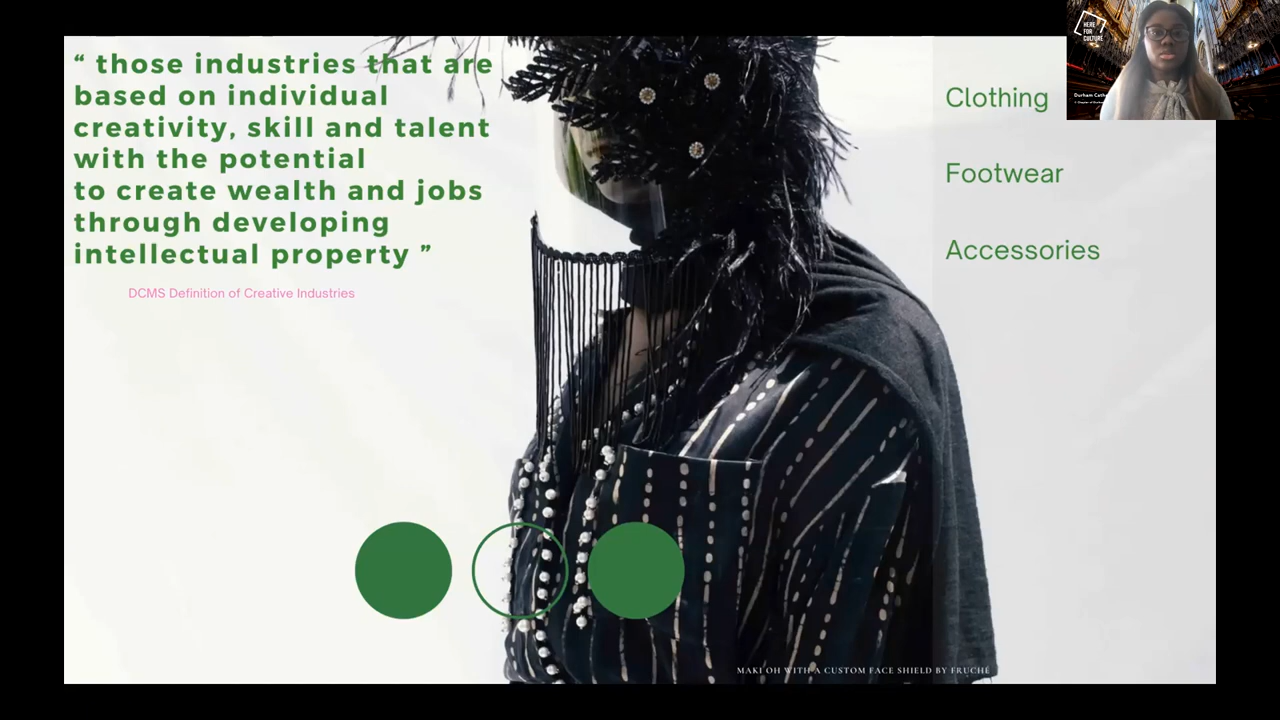 “ those industries that are
based on individual
creativity, skill and talent
with the potential
to create wealth and jobs
through developing
intellectual property ”
DCMS Definition of Creative Industries
Clothing
Footwear
Accessories
HERE
FOR
CULTURE
MAKI OH WITH A CUSTOM FACE SHIELD BY FRUCHÉ